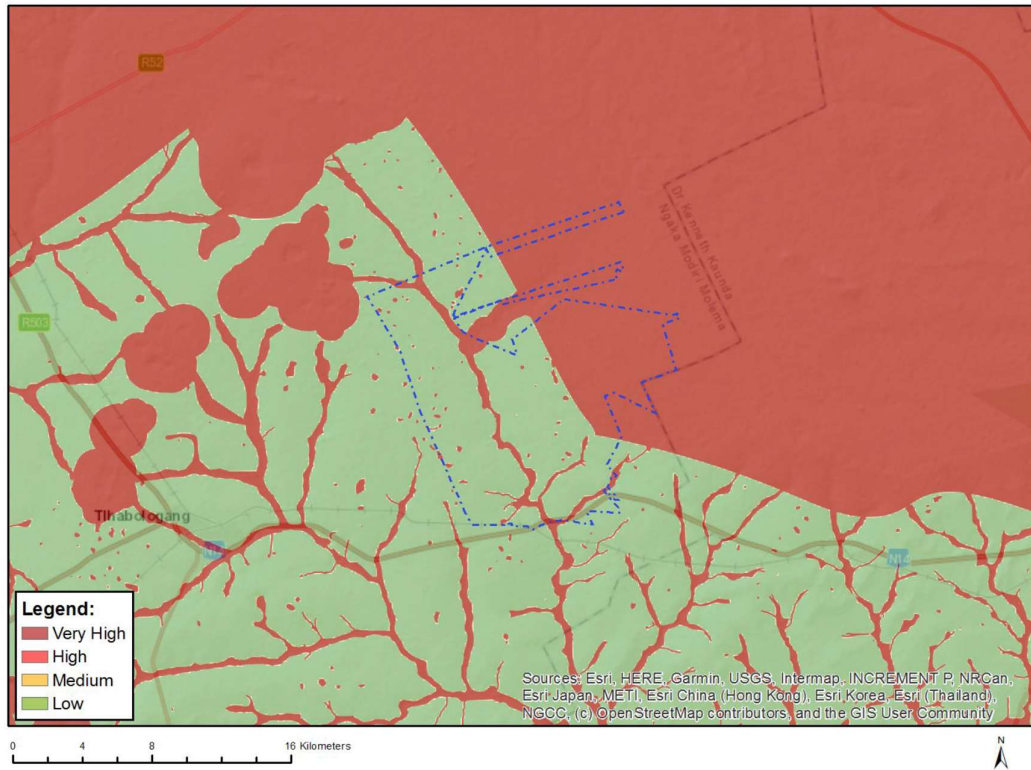 R52
Dr Kenneth Kaunda
Ngaka Modiri Molema
R503
Tlhabologang
N14
N14
Legend:
Very High
High
Medium
Low
Sources: Esri, HERE, Garmin, USGS, Intermap, INCREMENT P, NRCan,
Esri Japan, METI, Esri China (Hong Kong), Esri Korea, Esri (Thailand),
NGCC, (c) OpenStreetMap contributors, and the GIS User Community
0 4 8 16 Kilometers
N